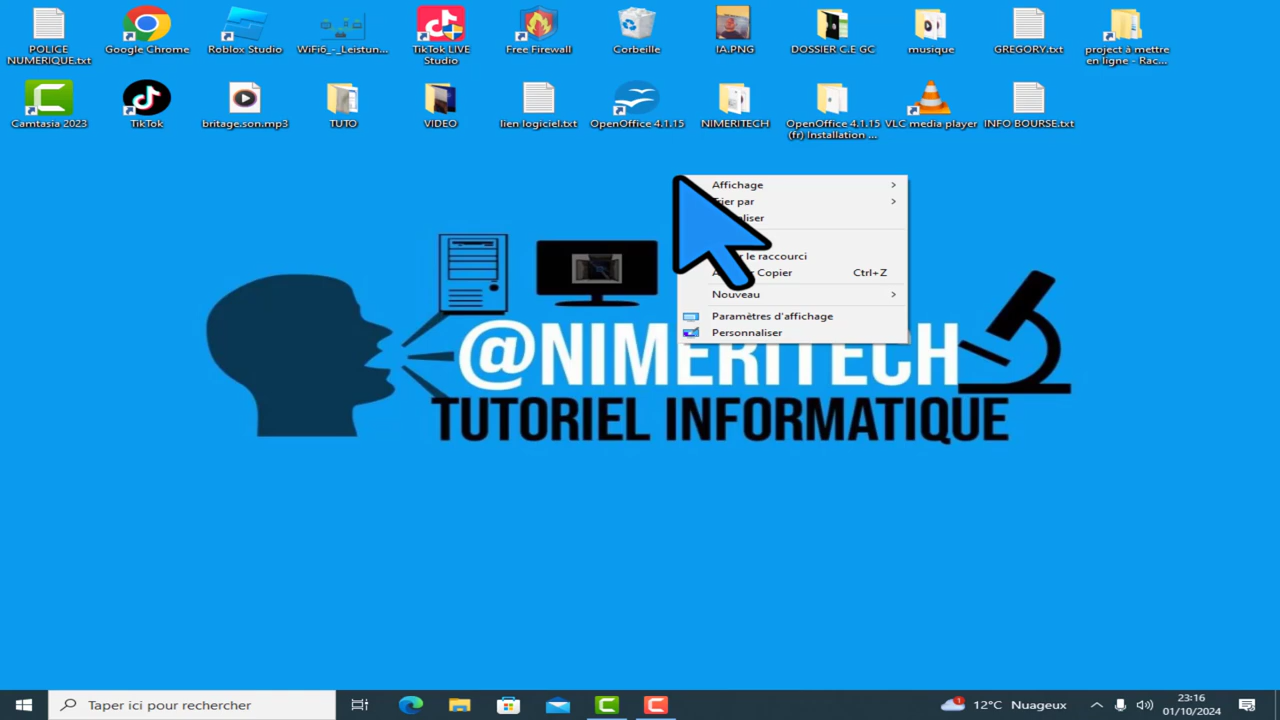 POLICE
NUMERIQUE.txt
Google Chrome
Roblox Studio
WiFi6_-_Leistun...
TikTok LIVE
Studio
Free Firewall
Corbeille
IA.PNG
DOSSIER C.E GC
musique
GREGORY.txt
project à mettre
en ligne - Rac...
Camtasia 2023
TikTok
britage.son.mp3
TUTO
VIDEO
lien logiciel.txt
OpenOffice 4.1.15
NIMERITECH
OpenOffice 4.1.15
(fr) Installation ...
VLC media player
INFO BOURSE.txt
Affichage
Trier par
aliser
le raccourci
Copier Ctrl+Z
Nouveau
Paramètres d'affichage
Personnaliser
@NIMERITECH
TUTORIEL INFORMATIQUE
Taper ici pour rechercher
12°C Nuageux
23:16
01/10/2024